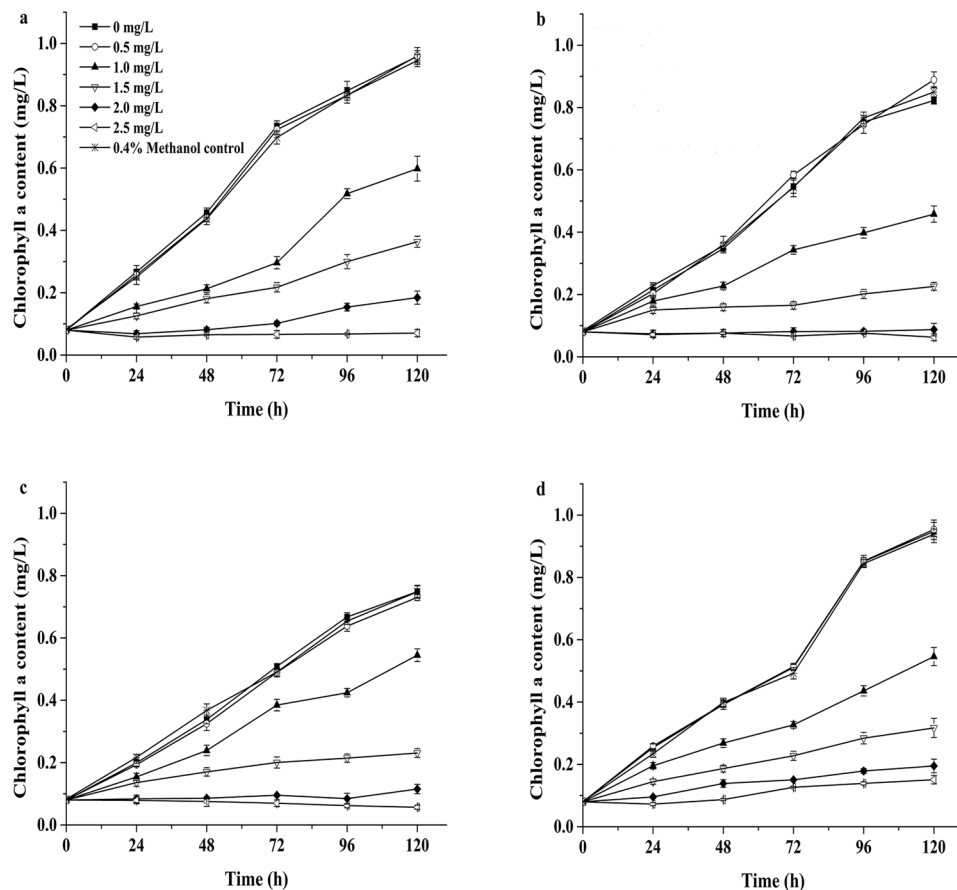 a
0 mg/L
0.5 mg/L
1.0 mg/L
1.5 mg/L
2.0 mg/L
2.5 mg/L
0.4% Methanol control
Chlorophyll a content (mg/L)
1.0
0.8
0.6
0.4
0.2
0.0
0 24 48 72 96 120
Time (h)
b
Chlorophyll a content (mg/L)
1.0
0.8
0.6
0.4
0.2
0.0
0 24 48 72 96 120
Time (h)
c
Chlorophyll a content (mg/L)
1.0
0.8
0.6
0.4
0.2
0.0
0 24 48 72 96 120
Time (h)
d
Chlorophyll a content (mg/L)
1.0
0.8
0.6
0.4
0.2
0.0
0 24 48 72 96 120
Time (h)